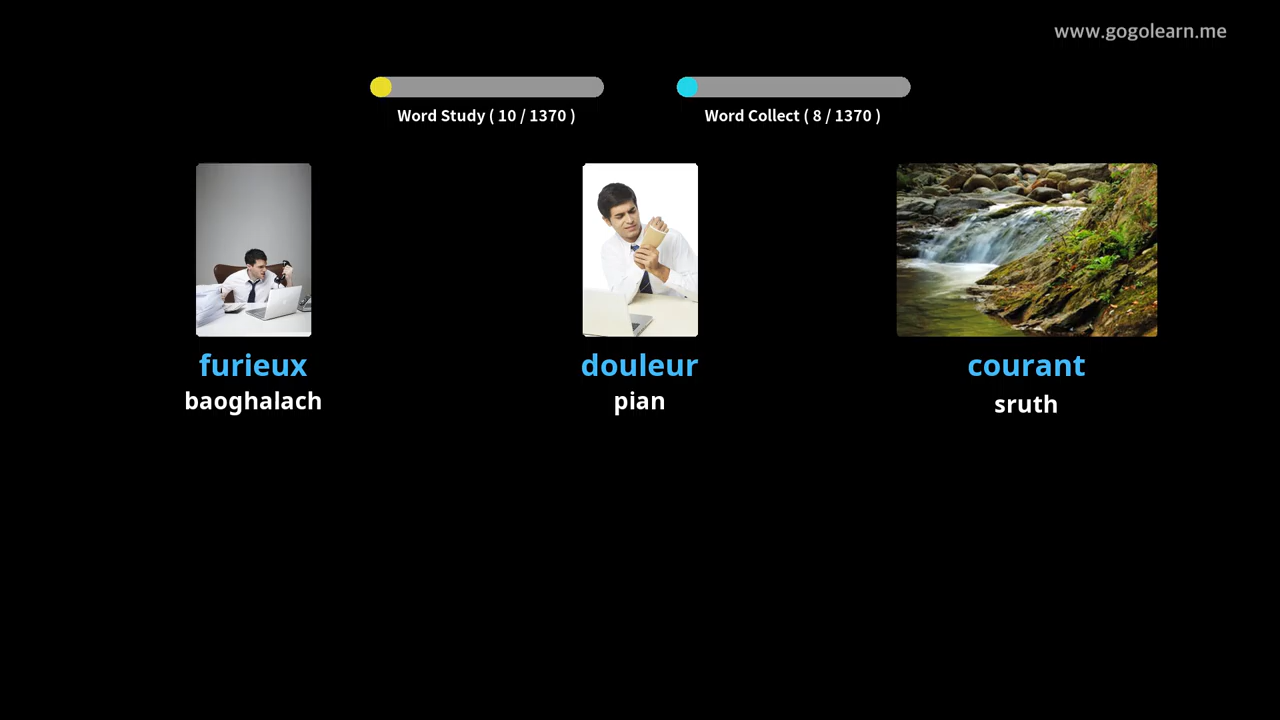 www.gogolearn.me
Word Study ( 10 / 1370 )
Word Collect ( 8 / 1370 )
furieux
baoghalach
douleur
pian
courant
sruth